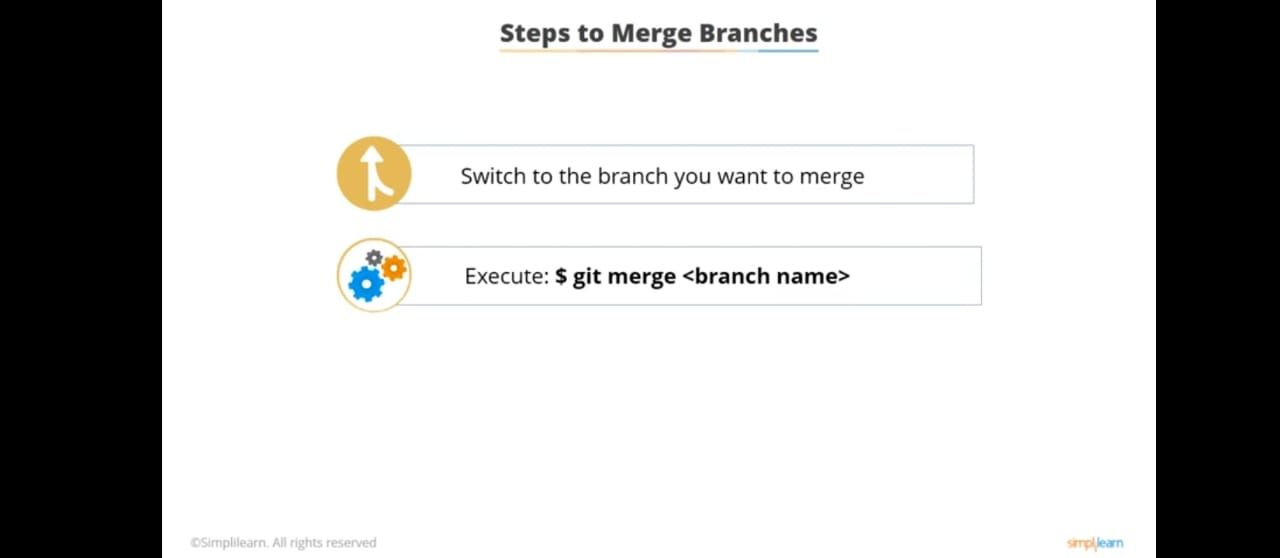 Steps to Merge Branches
Switch to the branch you want to merge
Execute: $ git merge <branch name>
©Simplilearn. All rights reserved
simplilearn